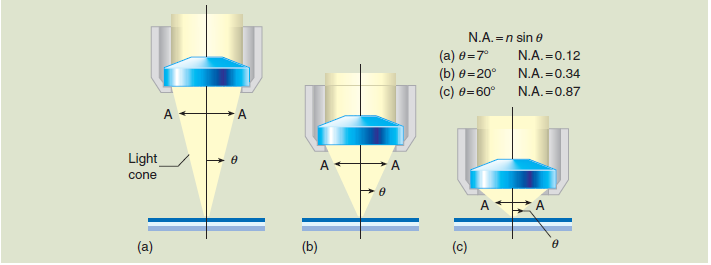 N.A.=n sin θ
(a) θ=7° N.A.=0.12
(b) θ=20° N.A.=0.34
(c) θ=60° N.A.=0.87
A A
Light
cone
θ
(a)
A A
θ
(b)
A A
θ
(c)